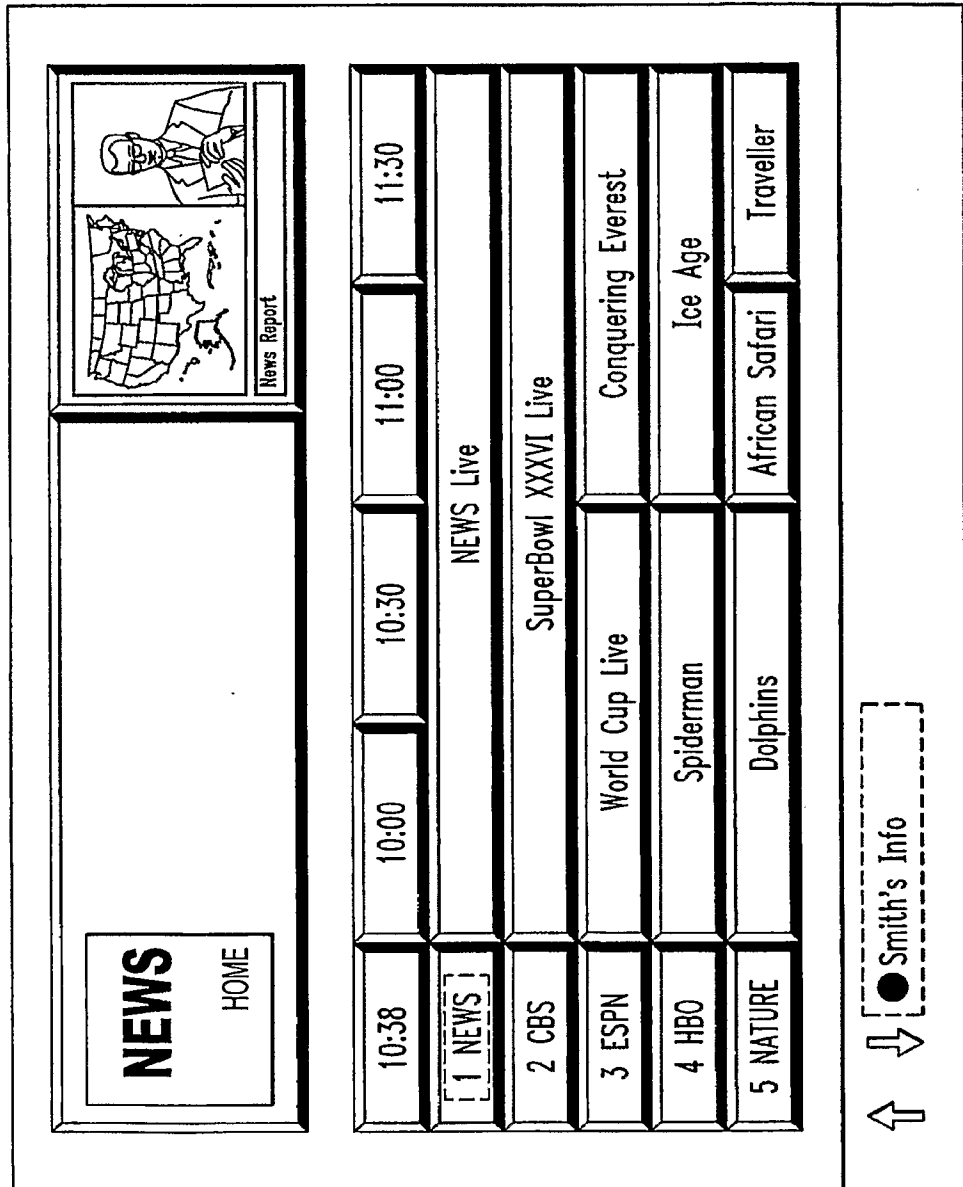 NEWS
HOME
News Report
10:38 10:00 10:30 11:00 11:30
1 NEWS NEWS Live
2 CBS SuperBowl XXXVI Live
3 ESPN World Cup Live Conquering Everest
4 HBO Spiderman Ice Age
5 NATURE Dolphins African Safari Traveller
Smith's Info